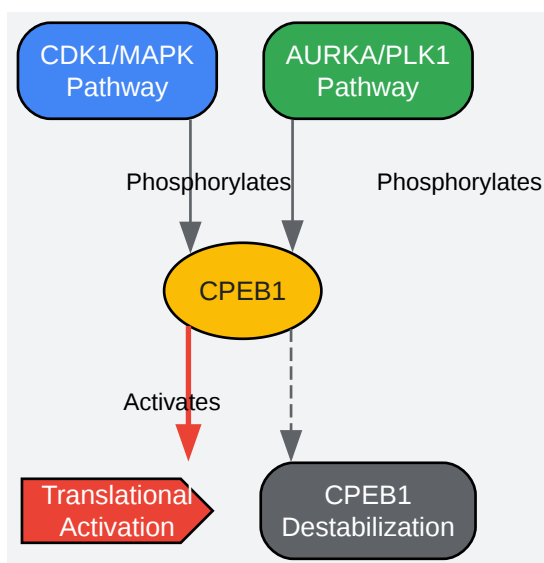 CDK1/MAPK
Pathway
AURKA/PLK1
Pathway
Phosphorylates
Phosphorylates
CPEB1
Activates
Translational
Activation
CPEB1
Destabilization